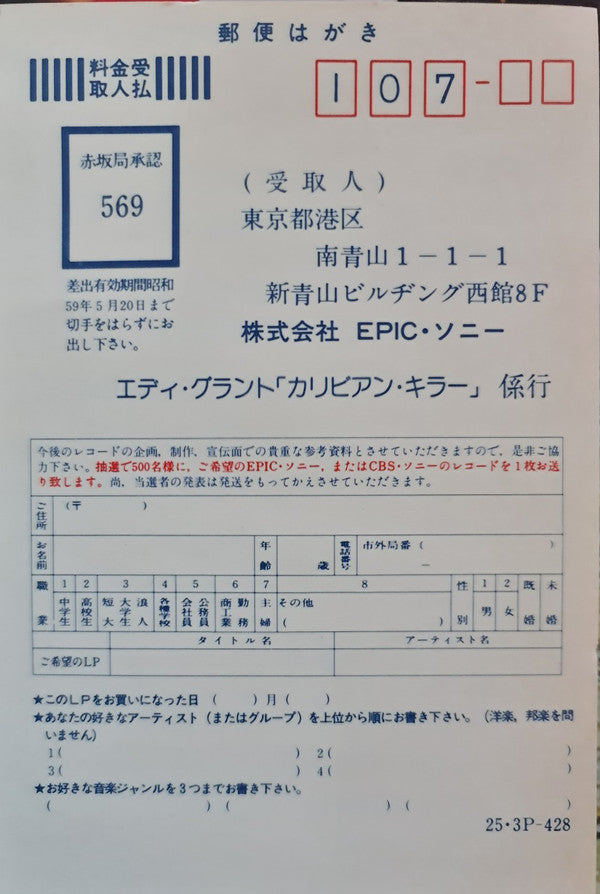 郵便はがき
料金受
取人払
107-
赤坂局承認
569
差出有効期間昭和
59年5月20日まで
切手をはらずにお
出し下さい。
(受取人)
東京都港区
南青山1-1-1
新青山ビルヂング西館8F
株式会社 EPIC・ソニー
エディ・グラント「カリビアン・キラー」 係行
今後のレコードの企画、制作、宣伝面での貴重な参考資料とさせていただきますので、是非ご協
力下さい。抽選で500名様に、ご希望のEPIC・ソニー、またはCBS・ソニーのレコードを1枚お送
り致します。尚、当選者の発表は発送をもってかえさせていただきます。
ご住所 (〒 )
お名前 年齢 歳 電話番号 市外局番 ( ) −
職業 1 中学生 2 高校生 3 短大 大学生 浪人 4 各種学校 5 会社員 公務員 6 商工業 勤務 7 主婦 8 その他 ( ) 性別 1 男 2 女 既婚 未婚
タイトル名 アーティスト名
ご希望のLP
★このLPをお買いになった日 ( )月( )
★あなたの好きなアーティスト(またはグループ)を上位から順にお書き下さい。(洋楽、邦楽を問
いません)
1( ) 2( )
3( ) 4( )
★お好きな音楽ジャンルを3つまでお書き下さい。
( ) ( ) ( )
25・3P-428